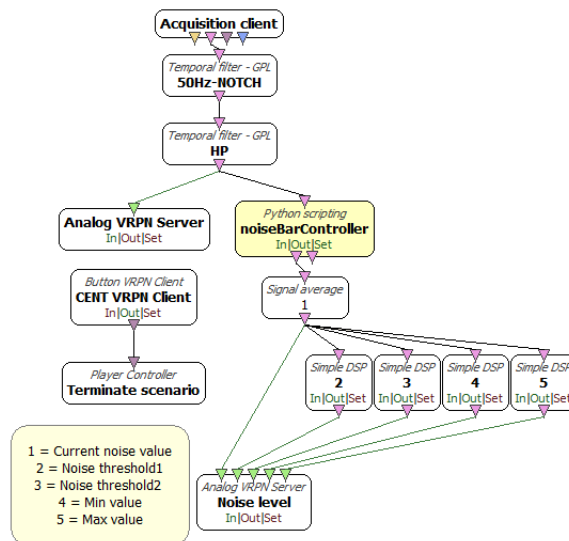 Acquisition client
Temporal filter - GPL
50Hz-NOTCH
Temporal filter - GPL
HP
Analog VRPN Server
In|Out|Set
Python scripting
noiseBarController
In|Out|Set
Button VRPN Client
CENT VRPN Client
In|Out|Set
Signal average
1
Player Controller
Terminate scenario
Simple DSP
2
In|Out|Set
Simple DSP
3
In|Out|Set
Simple DSP
4
In|Out|Set
Simple DSP
5
In|Out|Set
1 = Current noise value
2 = Noise threshold1
3 = Noise threshold2
4 = Min value
5 = Max value
Analog VRPN Server
Noise level
In|Out|Set